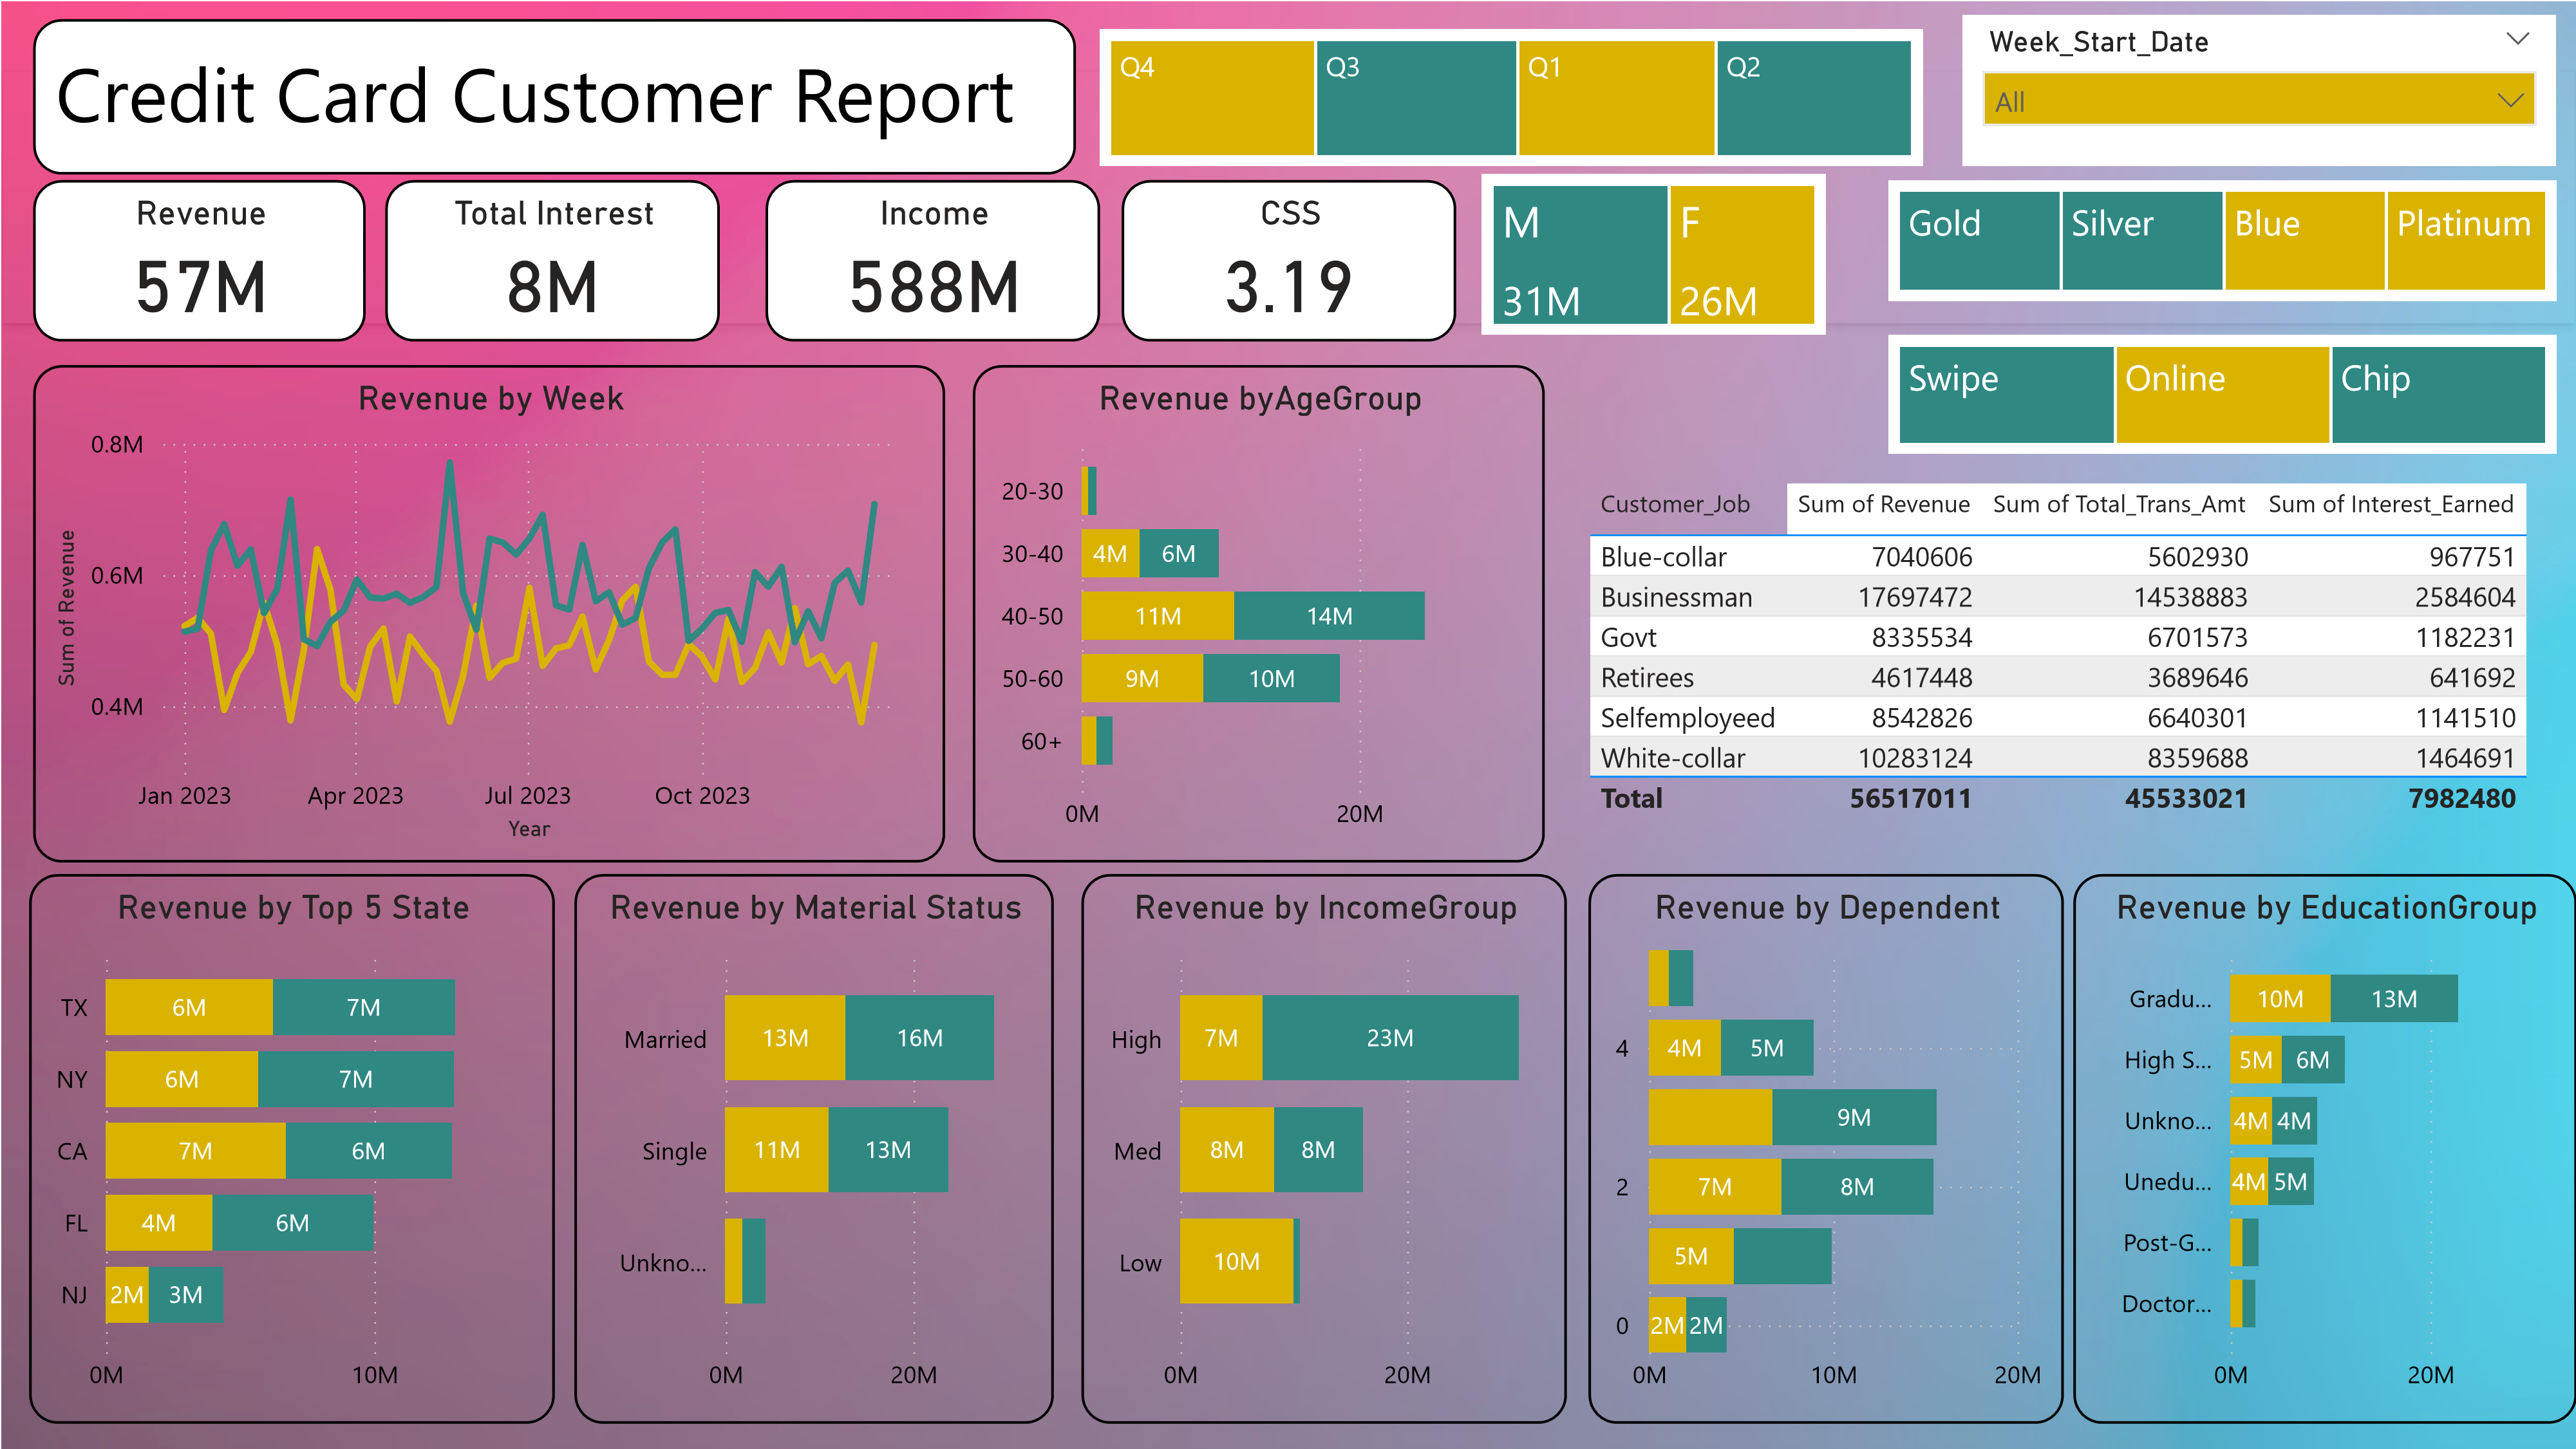 Credit Card Customer Report
Q4 Q3 Q1 Q2
Week_Start_Date
All
Revenue
57M
Total Interest
8M
Income
588M
CSS
3.19
M
31M
F
26M
Gold Silver Blue Platinum
Swipe Online Chip
Revenue by Week
Sum of Revenue
0.8M
0.6M
0.4M
Jan 2023 Apr 2023 Jul 2023 Oct 2023
Year
Revenue byAgeGroup
20-30
30-40 4M 6M
40-50 11M 14M
50-60 9M 10M
60+
0M 20M
Customer_Job Sum of Revenue Sum of Total_Trans_Amt Sum of Interest_Earned
Blue-collar 7040606 5602930 967751
Businessman 17697472 14538883 2584604
Govt 8335534 6701573 1182231
Retirees 4617448 3689646 641692
Selfemployeed 8542826 6640301 1141510
White-collar 10283124 8359688 1464691
Total 56517011 45533021 7982480
Revenue by Top 5 State
TX 6M 7M
NY 6M 7M
CA 7M 6M
FL 4M 6M
NJ 2M 3M
0M 10M
Revenue by Material Status
Married 13M 16M
Single 11M 13M
Unkno...
0M 20M
Revenue by IncomeGroup
High 7M 23M
Med 8M 8M
Low 10M
0M 20M
Revenue by Dependent
4 4M 5M
9M
2 7M 8M
5M
0 2M 2M
0M 10M 20M
Revenue by EducationGroup
Gradu... 10M 13M
High S... 5M 6M
Unkno... 4M 4M
Unedu... 4M 5M
Post-G...
Doctor...
0M 20M